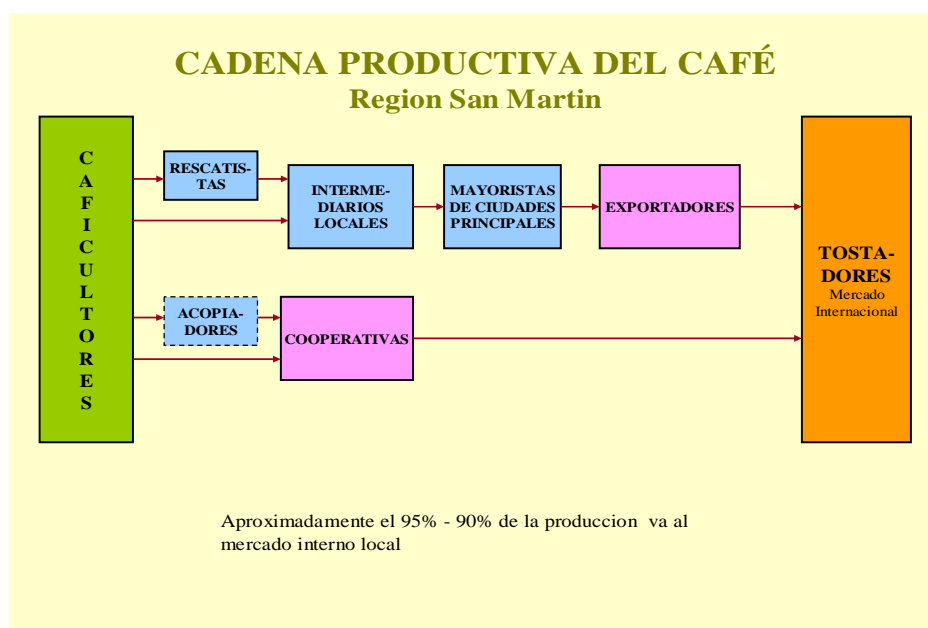 CADENA PRODUCTIVA DEL CAFÉ
Region San Martin
C
A
F
I
C
U
L
T
O
R
E
S
RESCATIS-
TAS
INTERME-
DIARIOS
LOCALES
MAYORISTAS
DE CIUDADES
PRINCIPALES
EXPORTADORES
ACOPIA-
DORES
COOPERATIVAS
TOSTA-
DORES
Mercado
Internacional
Aproximadamente el 95% - 90% de la produccion va al
mercado interno local